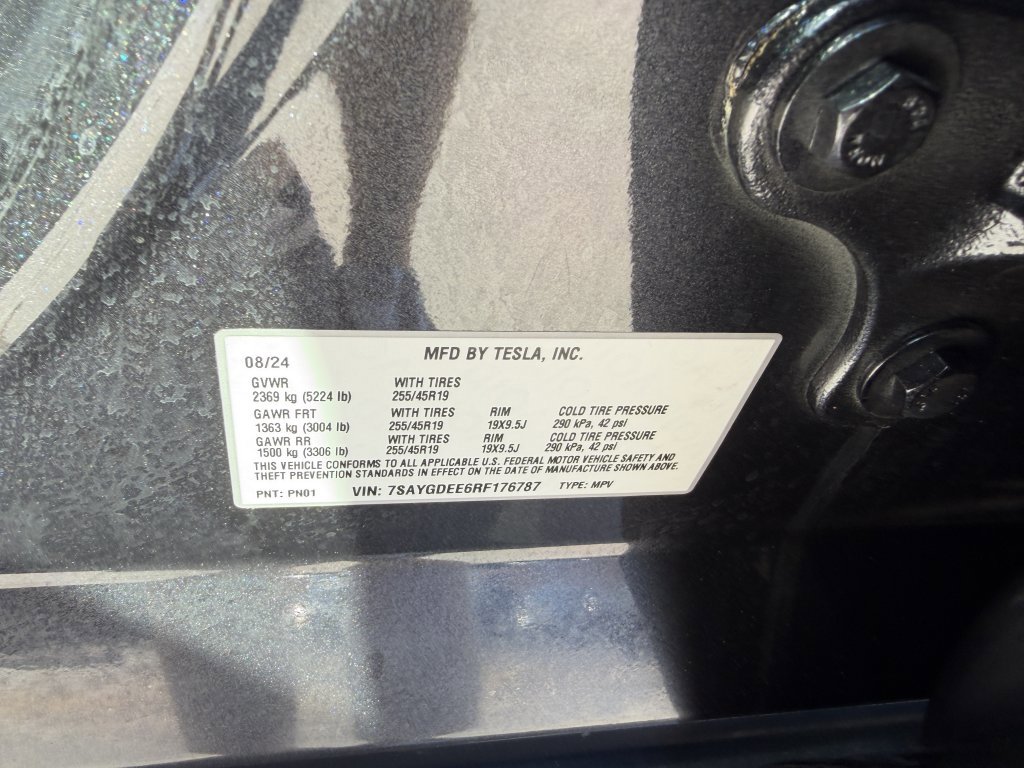 MFD BY TESLA, INC.
08/24
GVWR WITH TIRES
2369 kg (5224 lb) 255/45R19
GAWR FRT WITH TIRES RIM COLD TIRE PRESSURE
1363 kg (3004 lb) 255/45R19 19X9.5J 290 kPa, 42 psi
GAWR RR WITH TIRES RIM COLD TIRE PRESSURE
1500 kg (3306 lb) 255/45R19 19X9.5J 290 kPa, 42 psi
THIS VEHICLE CONFORMS TO ALL APPLICABLE U.S. FEDERAL MOTOR VEHICLE SAFETY AND
THEFT PREVENTION STANDARDS IN EFFECT ON THE DATE OF MANUFACTURE SHOWN ABOVE.
PNT: PN01 VIN: 7SAYGDEE6RF176787 TYPE: MPV